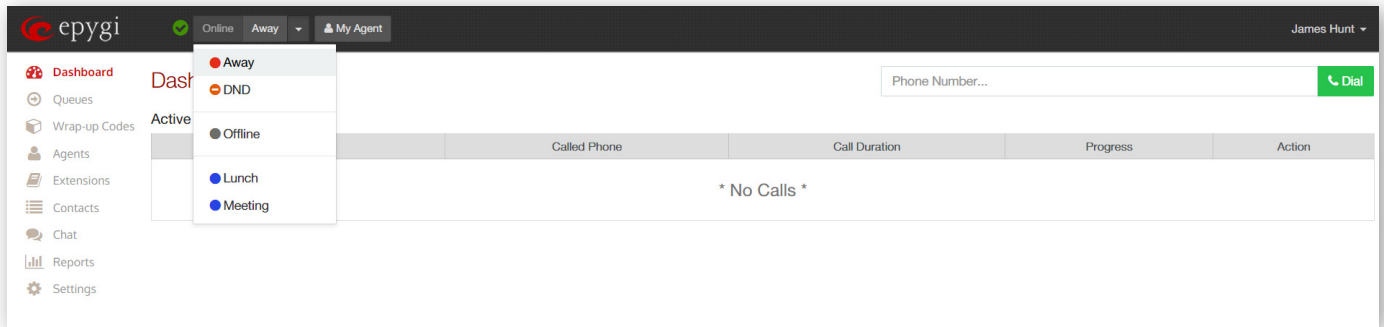 epygi
Online Away My Agent
James Hunt
Dashboard
Queues
Wrap-up Codes
Agents
Extensions
Contacts
Chat
Reports
Settings
Away
DND
Offline
Lunch
Meeting
Dash
Phone Number...
Dial
Active
Called Phone Call Duration Progress Action
* No Calls *